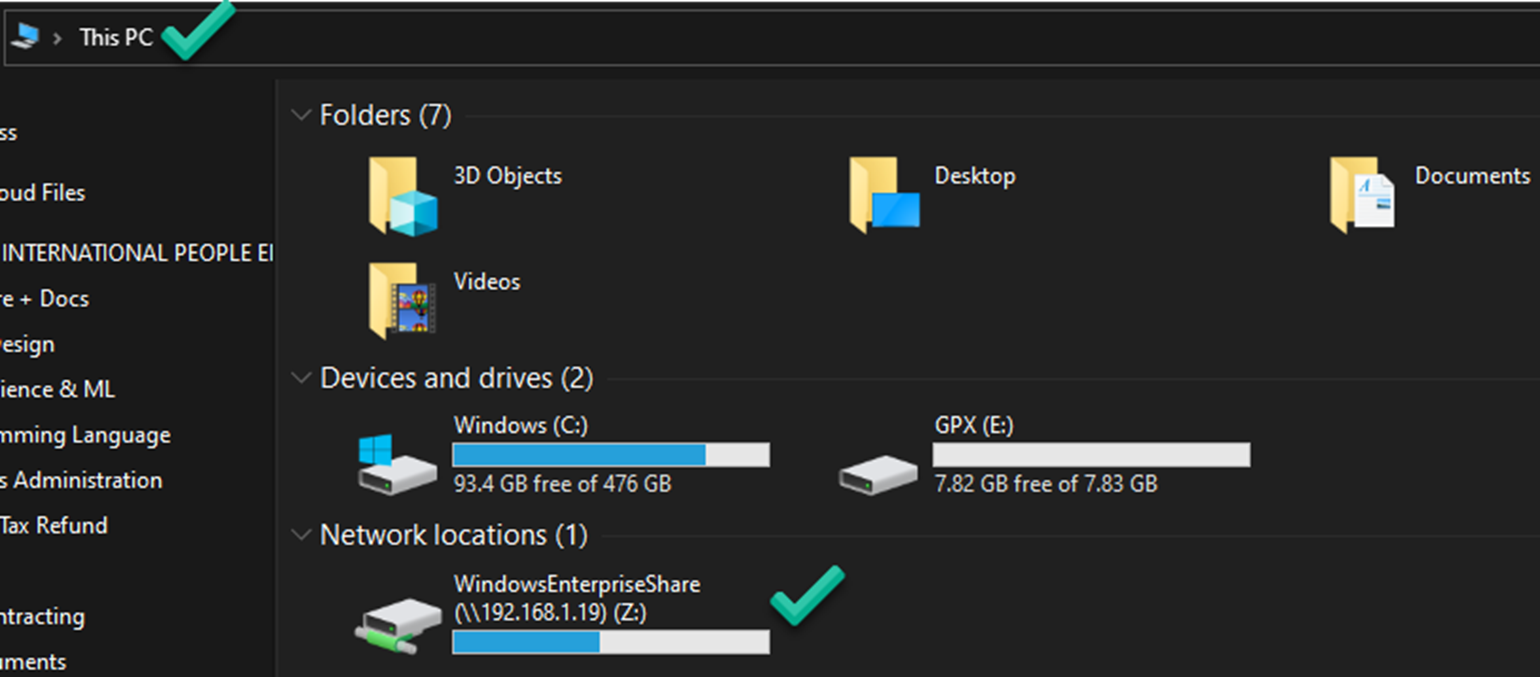 This PC
ss
oud Files
INTERNATIONAL PEOPLE EI
re + Docs
esign
ience & ML
mming Language
s Administration
Tax Refund
ntracting
uments
Folders (7)
3D Objects
Desktop
Documents
Videos
Devices and drives (2)
Windows (C:)
93.4 GB free of 476 GB
GPX (E:)
7.82 GB free of 7.83 GB
Network locations (1)
WindowsEnterpriseShare
(\\192.168.1.19) (Z:)